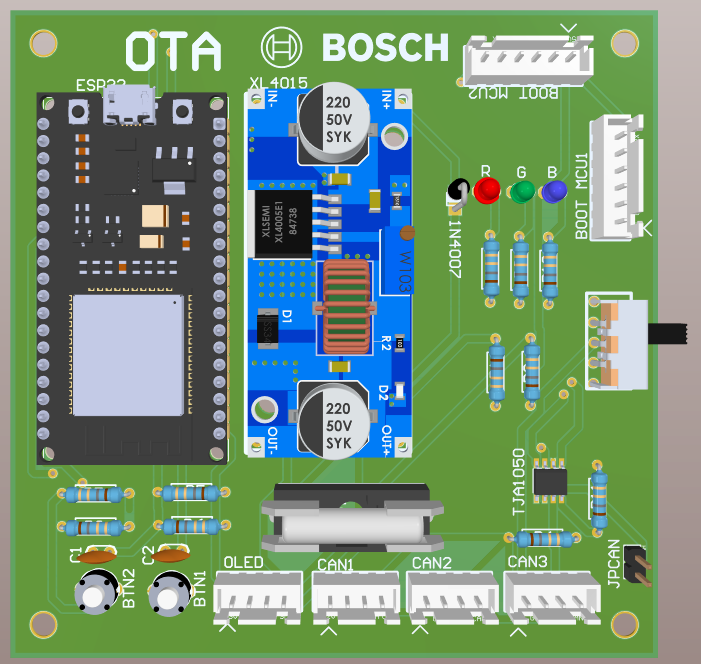 OTA
BOSCH
ESP32
XL4015
BOOT MCU2
IN-
IN+
220
50V
SYK
R
G
B
BOOT MCU1
1N4007
XLSEMI
XL4005E1
84738
W103
D1
R2
103
D2
220
50V
SYK
OUT-
OUT+
TJA1050
C1
C2
BTN2
BTN1
OLED
CAN1
CAN2
CAN3
JPCAN